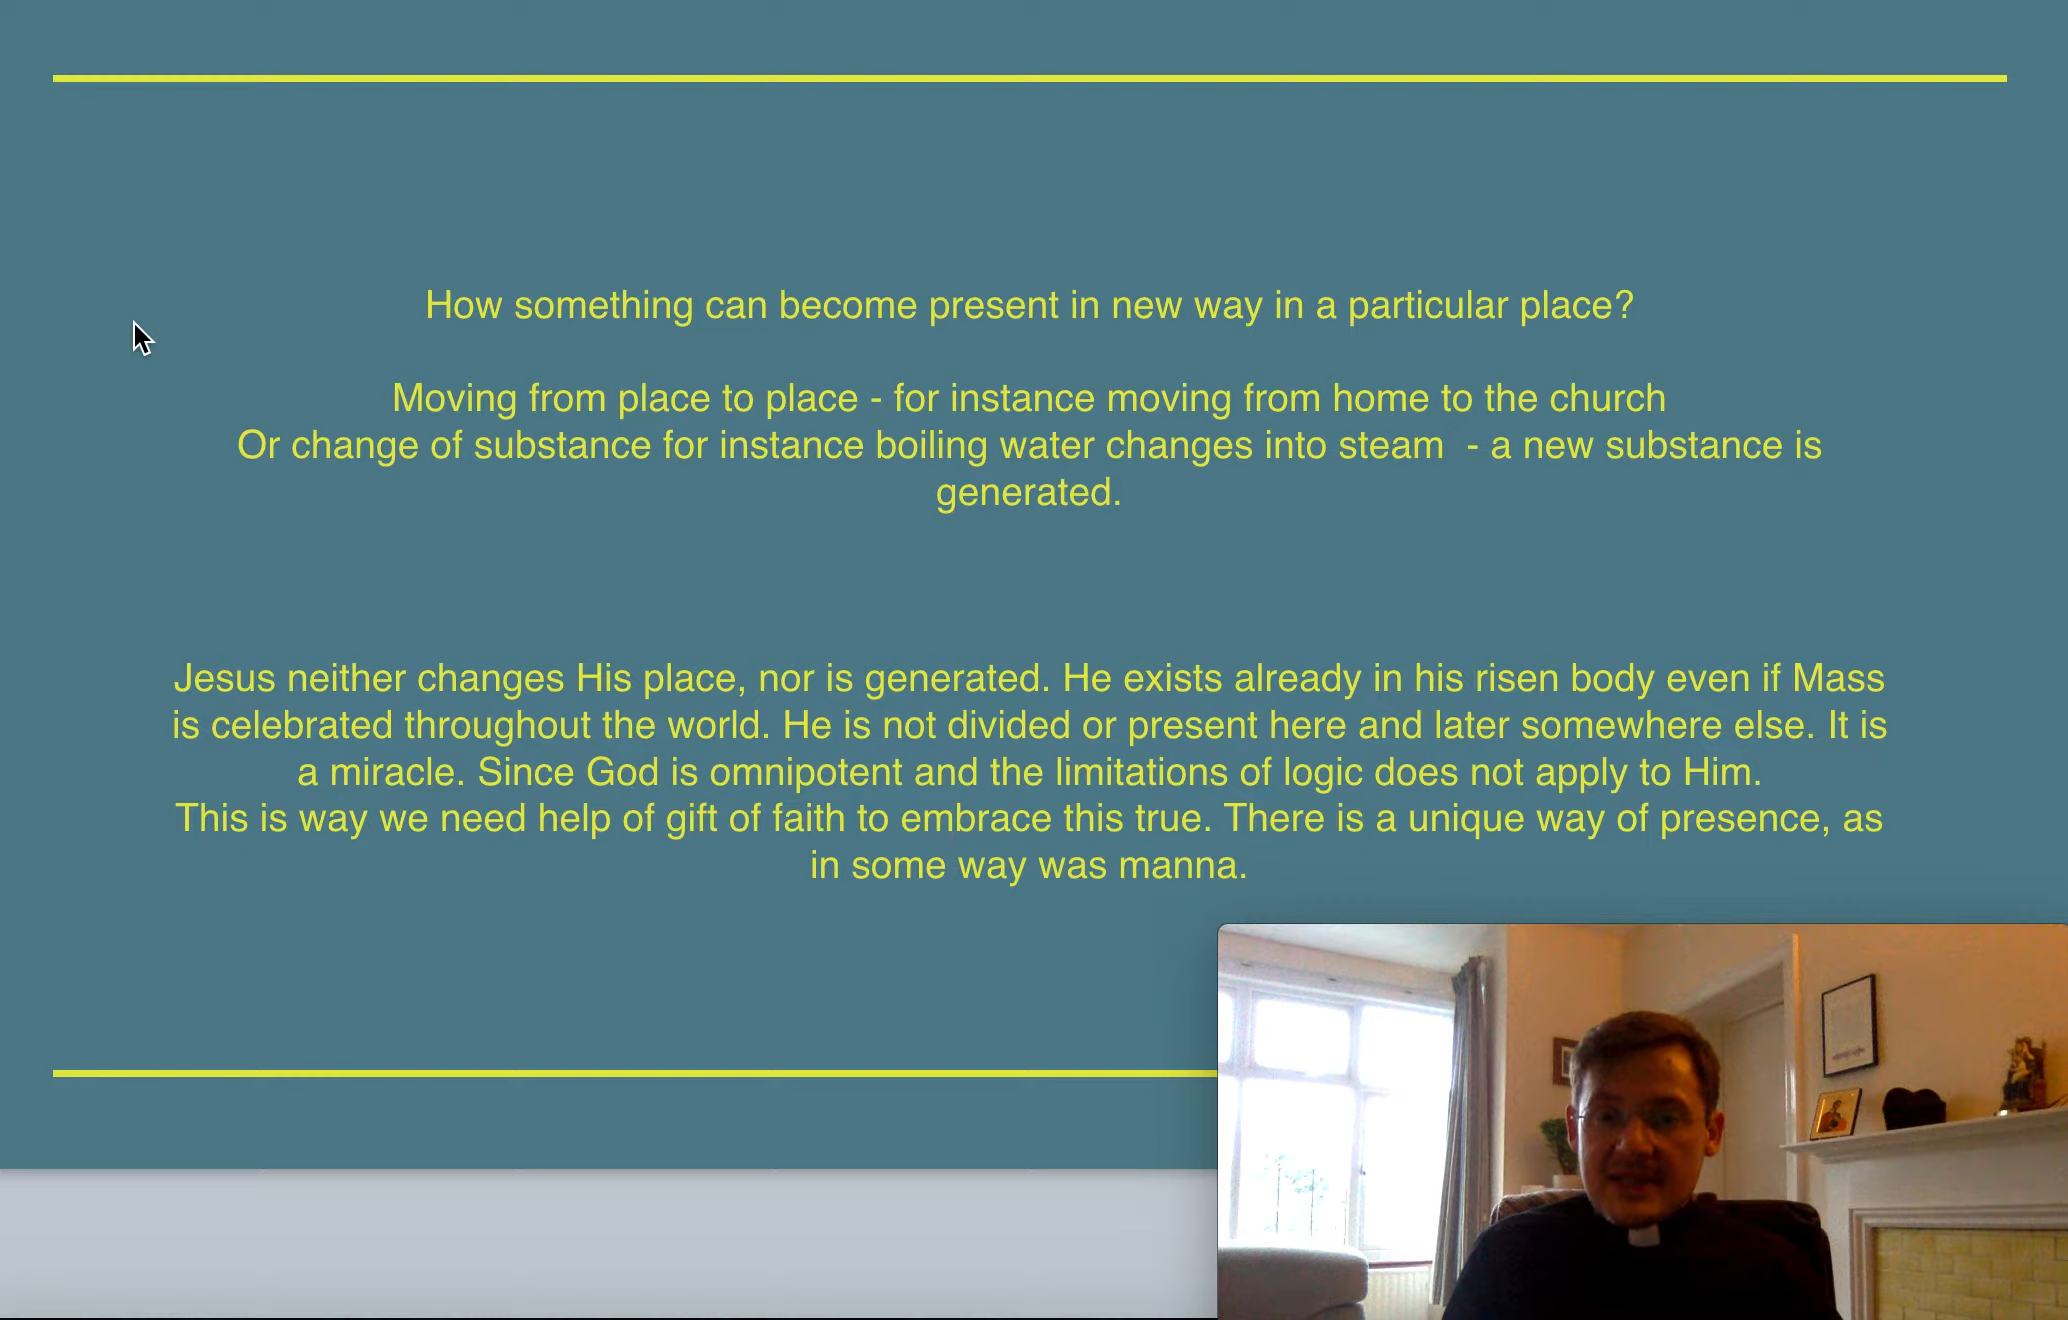 How something can become present in new way in a particular place?
Moving from place to place - for instance moving from home to the church
Or change of substance for instance boiling water changes into steam  - a new substance is
generated.
Jesus neither changes His place, nor is generated. He exists already in his risen body even if Mass
is celebrated throughout the world. He is not divided or present here and later somewhere else. It is
a miracle. Since God is omnipotent and the limitations of logic does not apply to Him.
This is way we need help of gift of faith to embrace this true. There is a unique way of presence, as
in some way was manna.